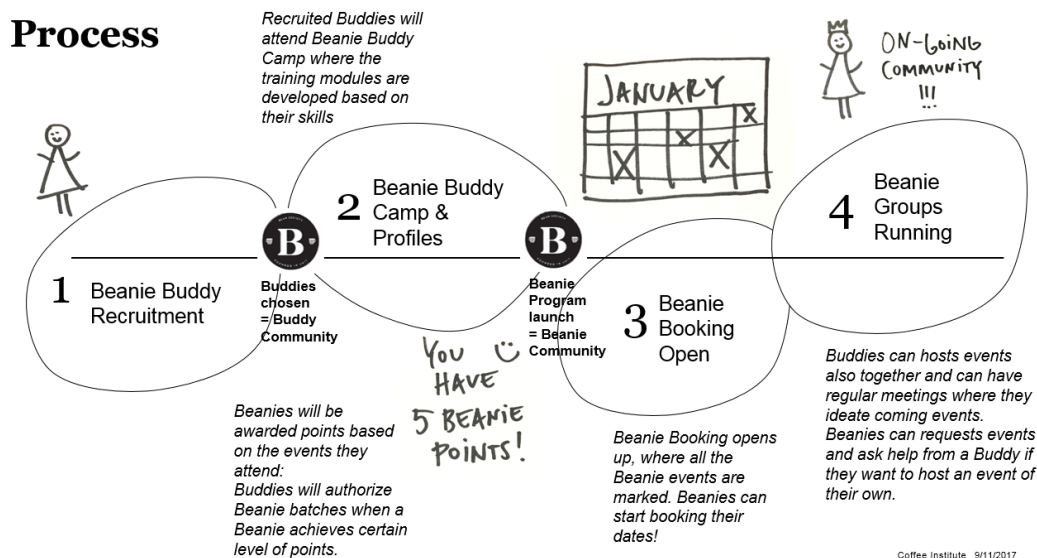 Process
Recruited Buddies will
attend Beanie Buddy
Camp where the
training modules are
developed based on
their skills
JANUARY
X
X
X
X
ON-GOING
COMMUNITY
!!!
1
Beanie Buddy
Recruitment
B
Buddies
chosen
= Buddy
Community
2
Beanie Buddy
Camp &
Profiles
B
Beanie
Program
launch
= Beanie
Community
3
Beanie
Booking
Open
4
Beanie
Groups
Running
Beanies will be
awarded points based
on the events they
attend:
Buddies will authorize
Beanie batches when a
Beanie achieves certain
level of points.
YOU
HAVE
5 BEANIE
POINTS!
Beanie Booking opens
up, where all the
Beanie events are
marked. Beanies can
start booking their
dates!
Buddies can hosts events
also together and can have
regular meetings where they
ideate coming events.
Beanies can requests events
and ask help from a Buddy if
they want to host an event of
their own.
Coffee Institute 9/11/2017